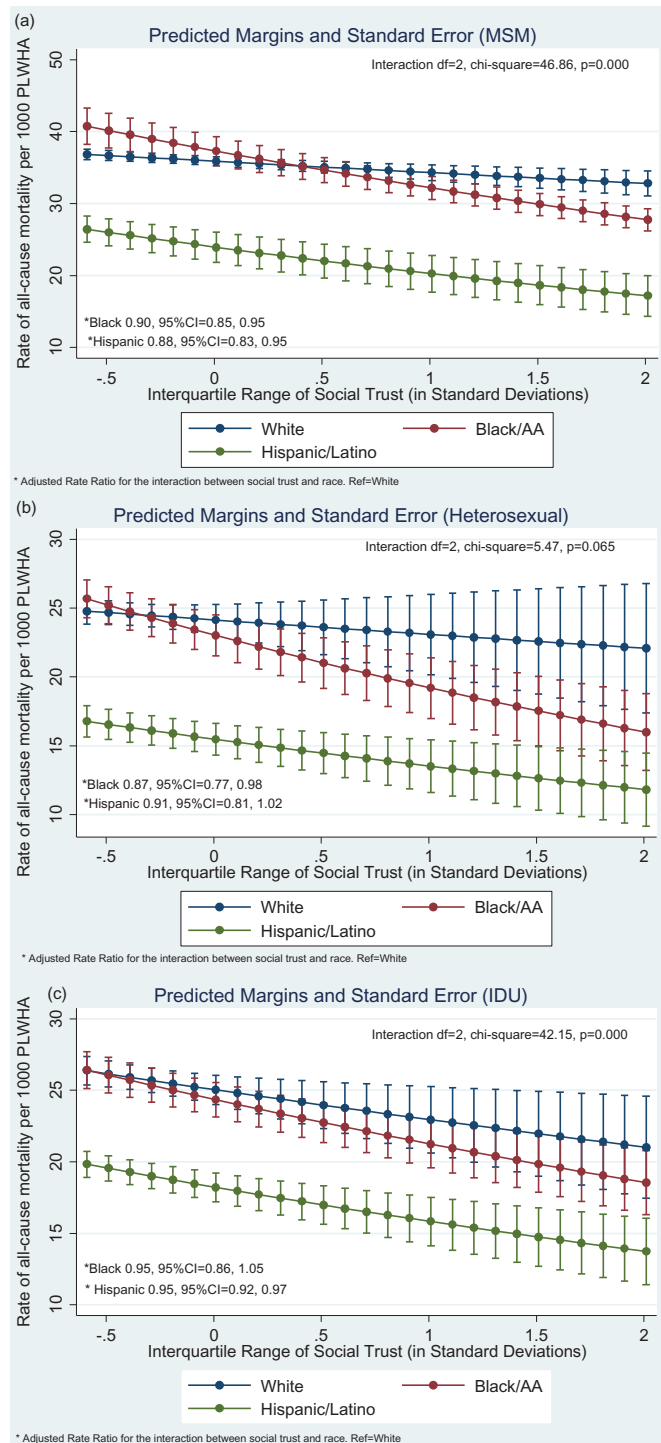 (a)
Predicted Margins and Standard Error (MSM)
Interaction df=2, chi-square=46.86, p=0.000
Rate of all-cause mortality per 1000 PLWHA
50
40
30
20
10
*Black 0.90, 95%CI=0.85, 0.95
*Hispanic 0.88, 95%CI=0.83, 0.95
-.5 0 .5 1 1.5 2
Interquartile Range of Social Trust (in Standard Deviations)
White Black/AA
Hispanic/Latino
* Adjusted Rate Ratio for the interaction between social trust and race. Ref=White
(b)
Predicted Margins and Standard Error (Heterosexual)
Interaction df=2, chi-square=5.47, p=0.065
Rate of all-cause mortality per 1000 PLWHA
30
25
20
15
10
*Black 0.87, 95%CI=0.77, 0.98
*Hispanic 0.91, 95%CI=0.81, 1.02
-.5 0 .5 1 1.5 2
Interquartile Range of Social Trust (in Standard Deviations)
White Black/AA
Hispanic/Latino
* Adjusted Rate Ratio for the interaction between social trust and race. Ref=White
(c)
Predicted Margins and Standard Error (IDU)
Interaction df=2, chi-square=42.15, p=0.000
Rate of all-cause mortality per 1000 PLWHA
30
25
20
15
10
*Black 0.95, 95%CI=0.86, 1.05
* Hispanic 0.95, 95%CI=0.92, 0.97
-.5 0 .5 1 1.5 2
Interquartile Range of Social Trust (in Standard Deviations)
White Black/AA
Hispanic/Latino
* Adjusted Rate Ratio for the interaction between social trust and race. Ref=White